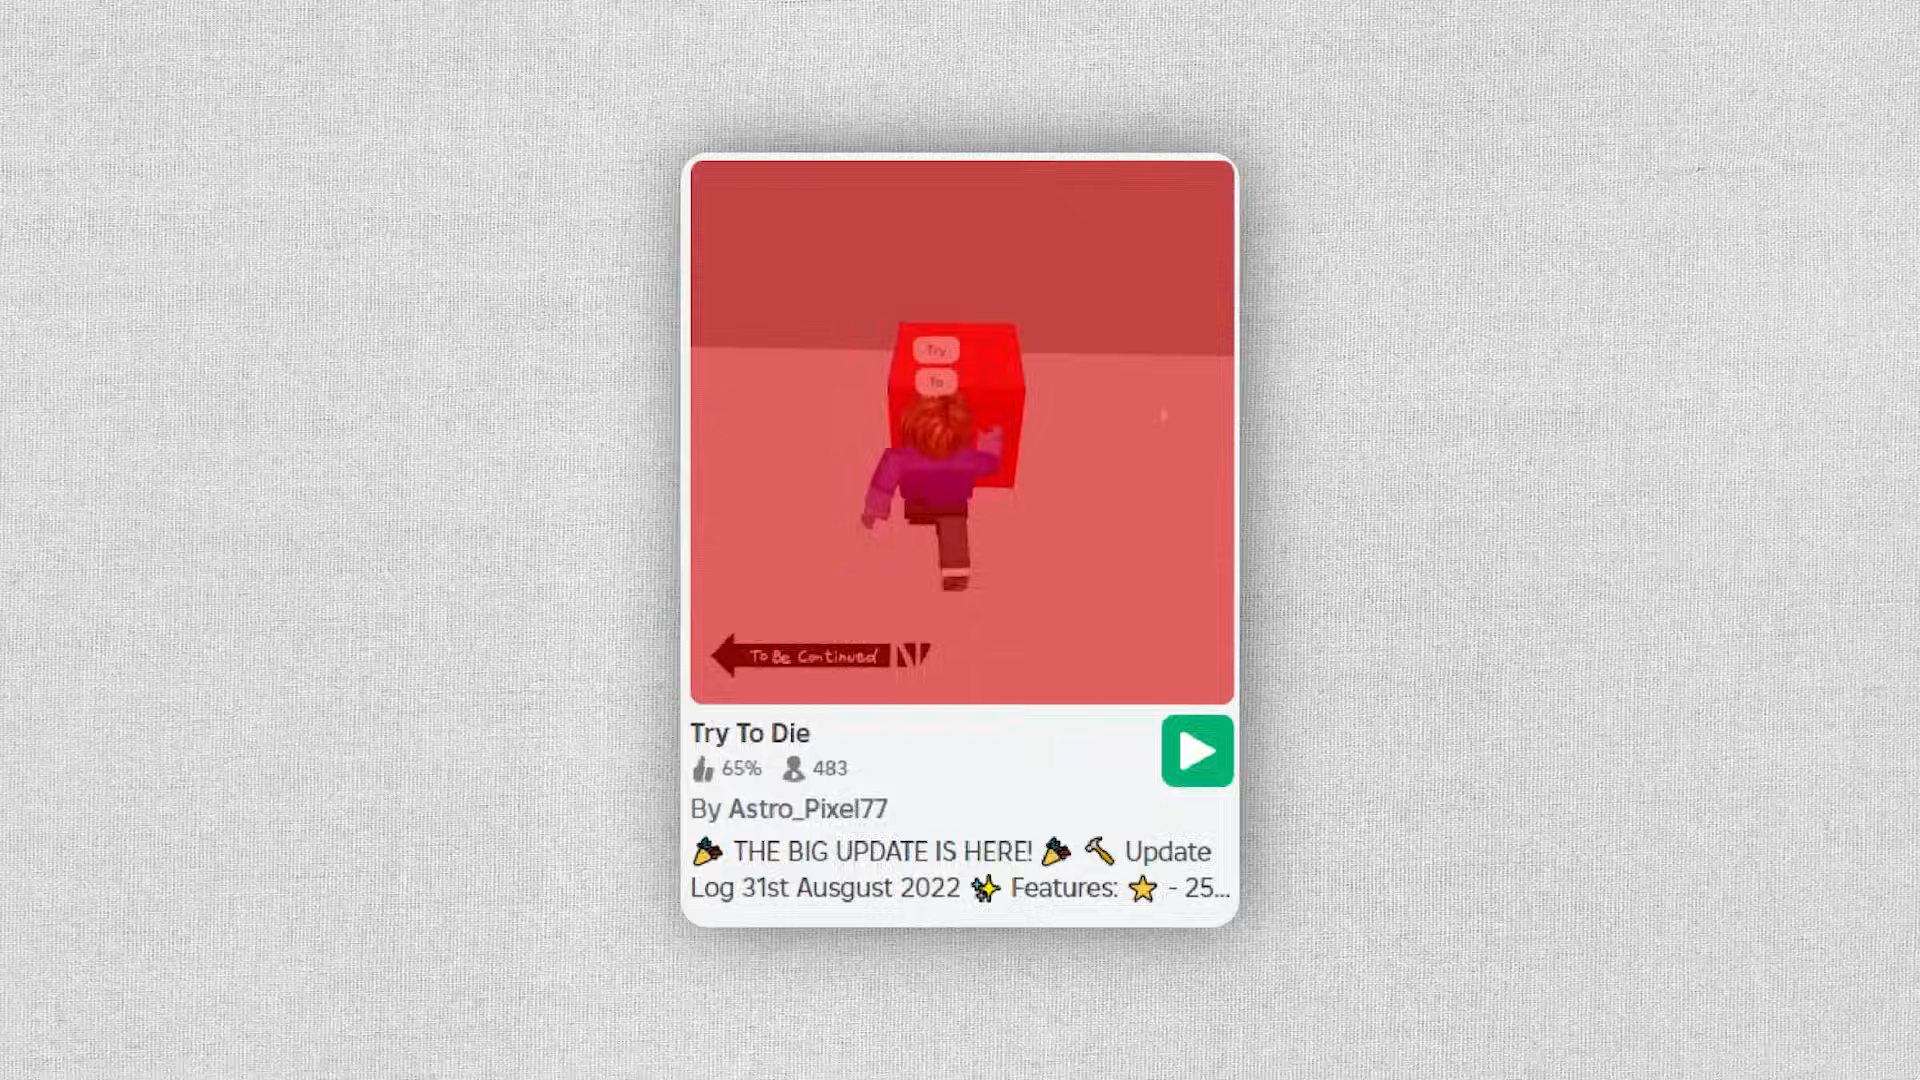 Try
To
To Be Continued
Try To Die
65% 483
By Astro_Pixel77
🎉 THE BIG UPDATE IS HERE! 🎉 🔨 Update
Log 31st Ausgust 2022 ✨ Features: ⭐ - 25...